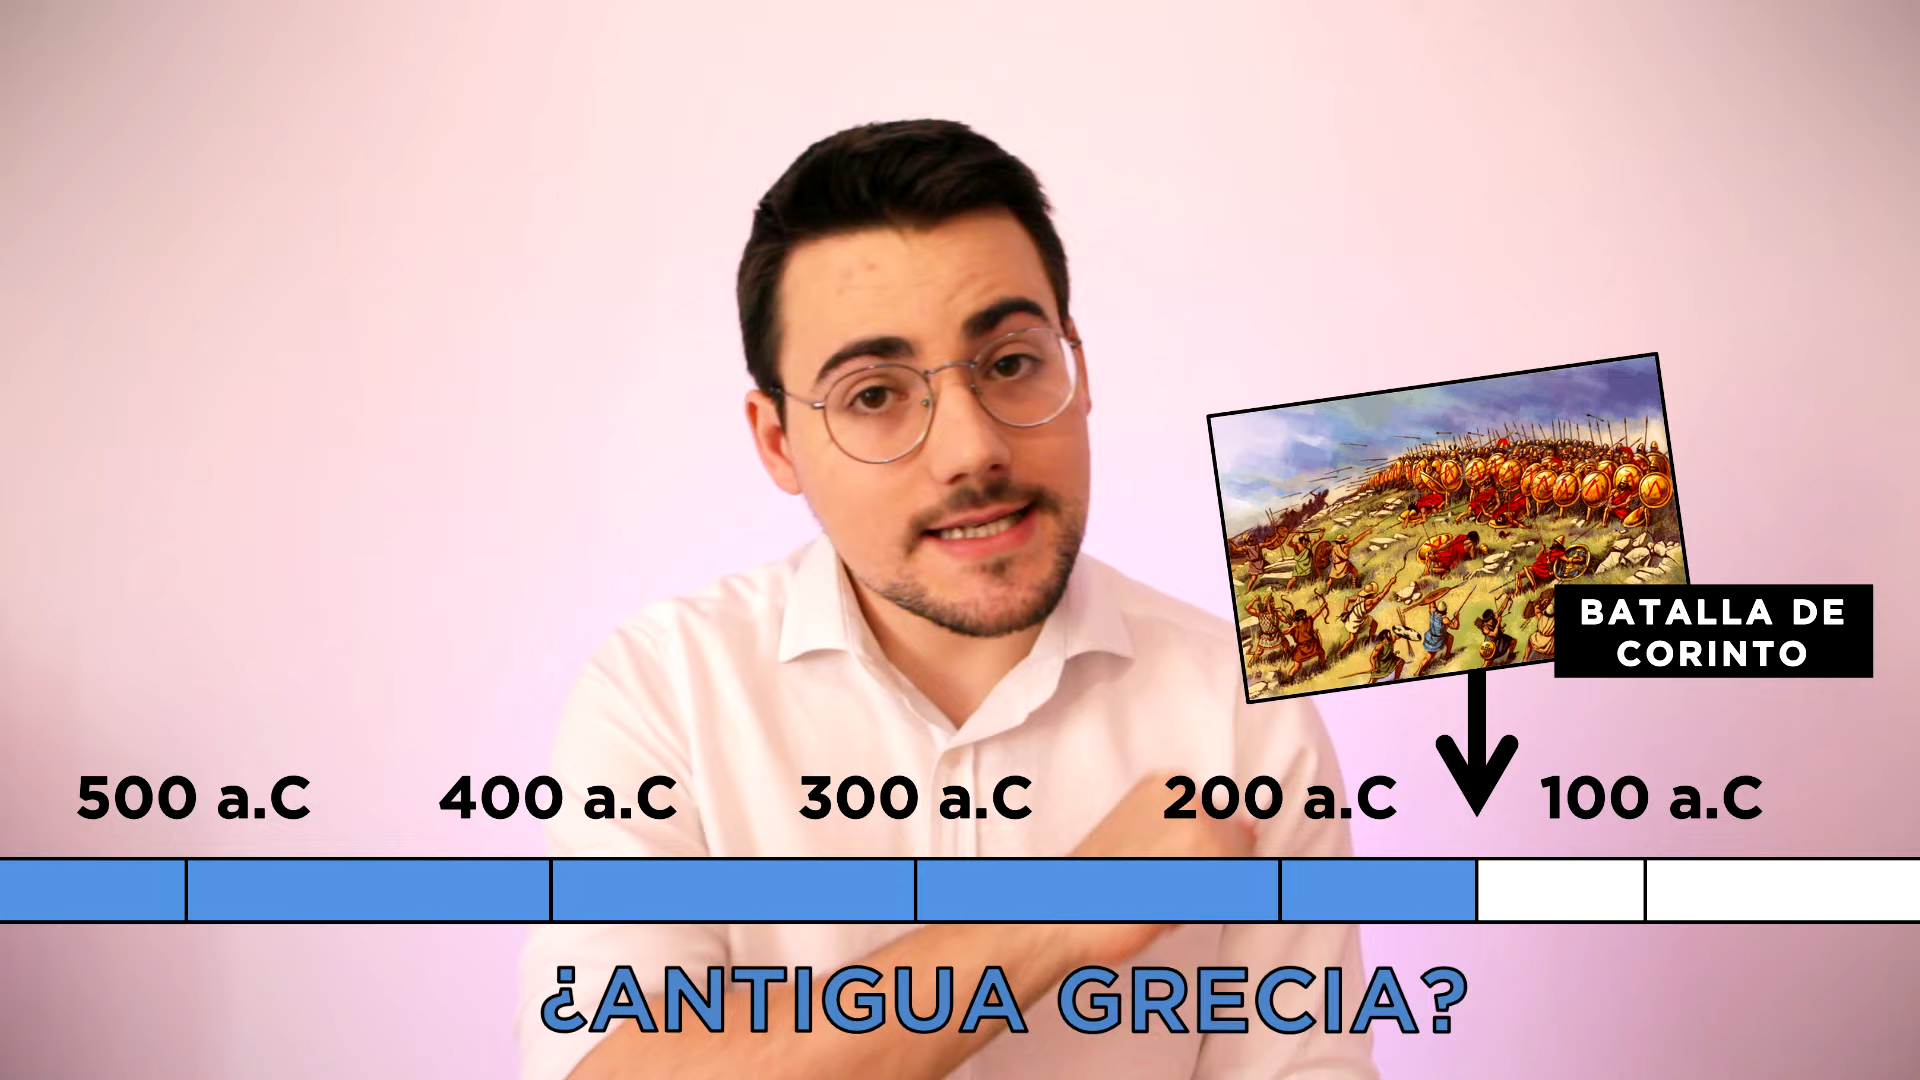 BATALLA DE
CORINTO
500 a.C 400 a.C 300 a.C 200 a.C 100 a.C
¿ANTIGUA GRECIA?